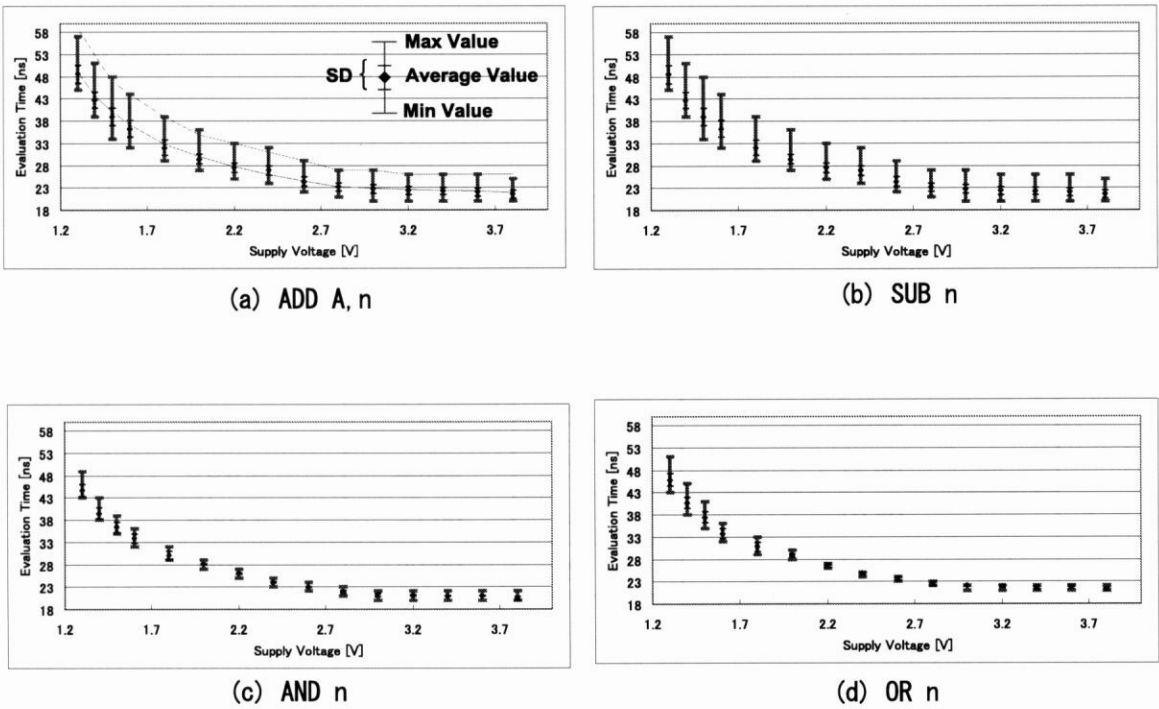 58
53
48
43
38
33
28
23
18
Evaluation Time [ns]
1.2 1.7 2.2 2.7 3.2 3.7
Supply Voltage [V]
Max Value
SD { Average Value
Min Value
(a) ADD A, n
58
53
48
43
38
33
28
23
18
Evaluation Time [ns]
1.2 1.7 2.2 2.7 3.2 3.7
Supply Voltage [V]
(b) SUB n
58
53
48
43
38
33
28
23
18
Evaluation Time [ns]
1.2 1.7 2.2 2.7 3.2 3.7
Supply Voltage [V]
(c) AND n
58
53
48
43
38
33
28
23
18
Evaluation Time [ns]
1.2 1.7 2.2 2.7 3.2 3.7
Supply Voltage [V]
(d) OR n